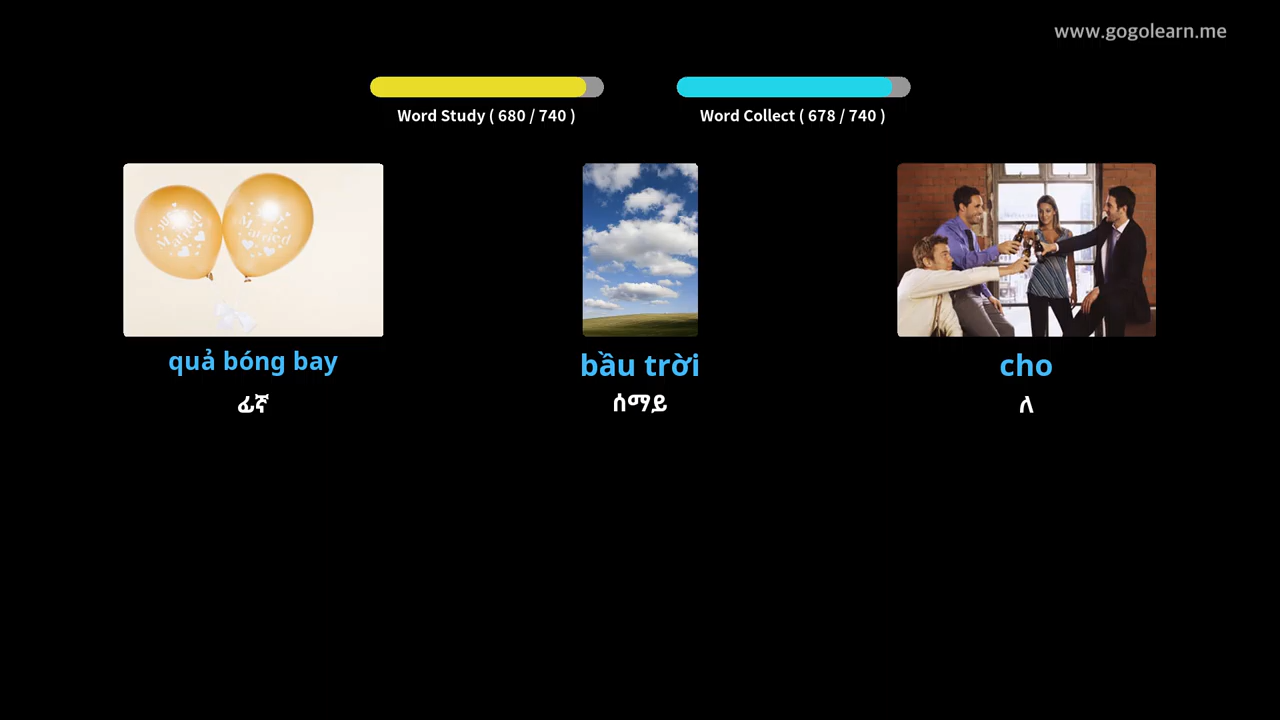 www.gogolearn.me
Word Study ( 680 / 740 )
Word Collect ( 678 / 740 )
quả bóng bay
bầu trời
cho
ፊኛ
ሰማይ
ለ